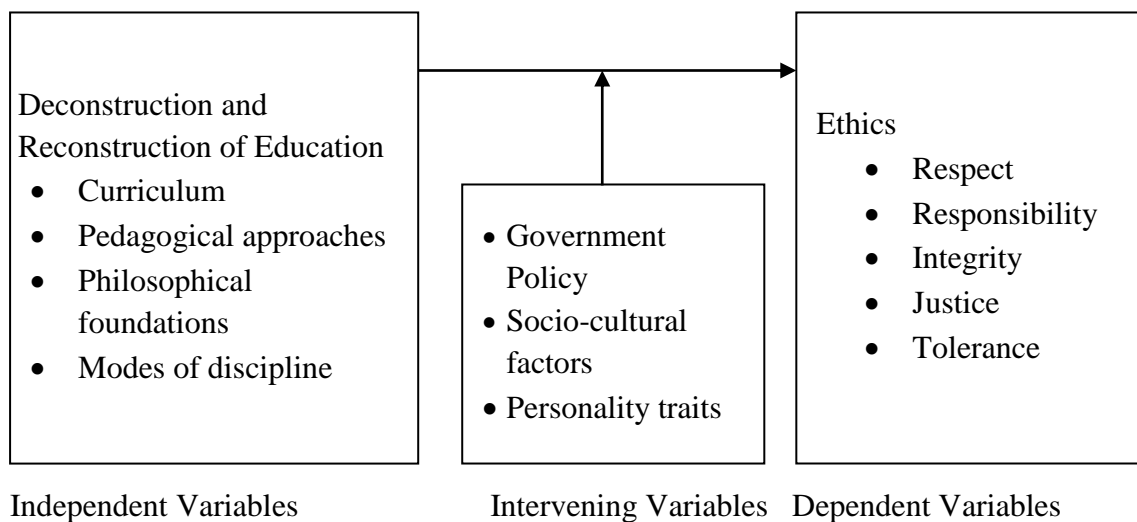 Deconstruction and
Reconstruction of Education
• Curriculum
• Pedagogical approaches
• Philosophical
foundations
• Modes of discipline
• Government
Policy
• Socio-cultural
factors
• Personality traits
Ethics
• Respect
• Responsibility
• Integrity
• Justice
• Tolerance
Independent Variables
Intervening Variables
Dependent Variables